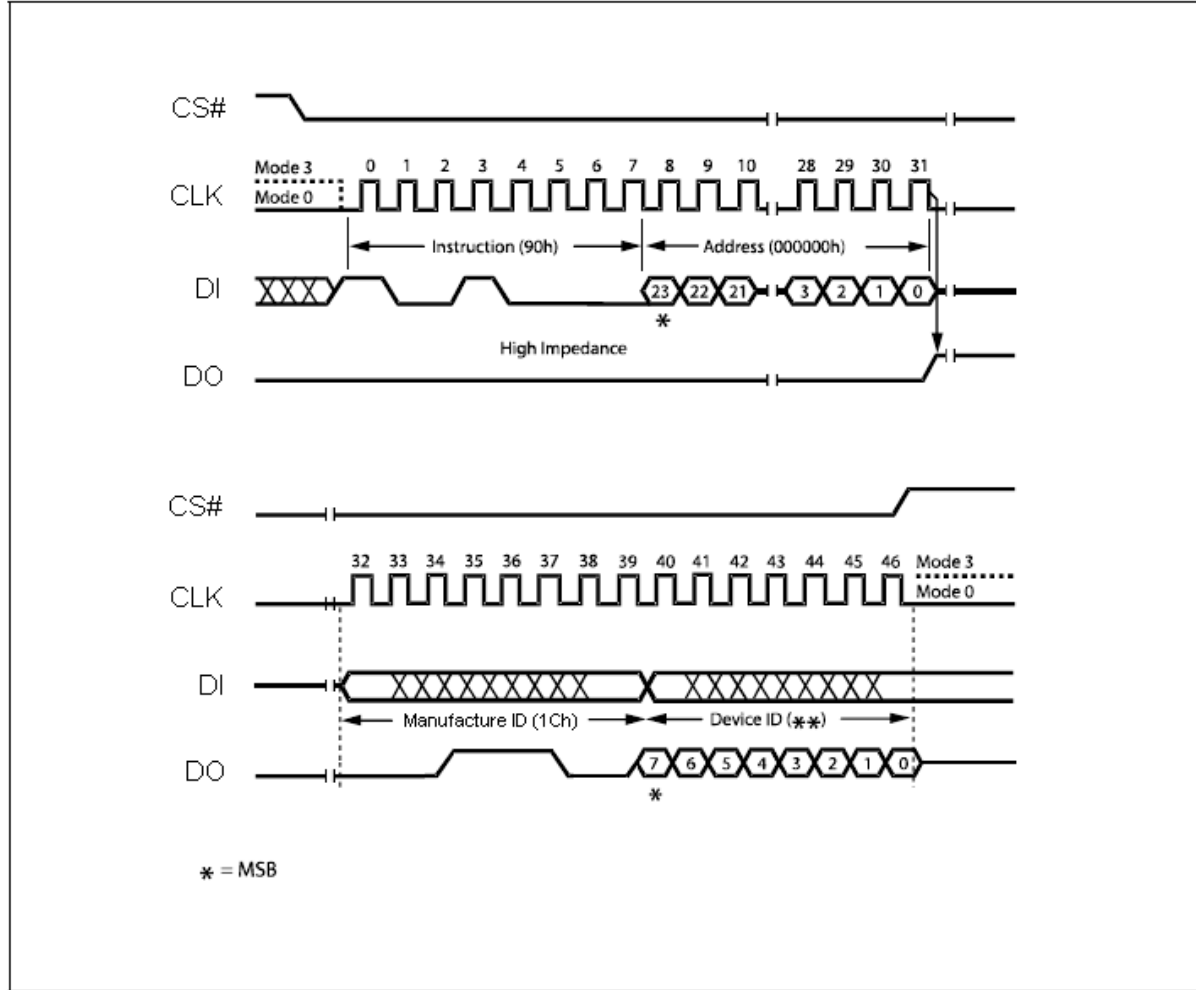 CS#
Mode 3 0 1 2 3 4 5 6 7 8 9 10 28 29 30 31
CLK Mode 0
Instruction (90h) Address (000000h)
DI 23 22 21 3 2 1 0
*
High Impedance
DO
CS#
32 33 34 35 36 37 38 39 40 41 42 43 44 45 46 Mode 3
CLK Mode 0
DI
Manufacture ID (1Ch) Device ID (**)
DO 7 6 5 4 3 2 1 0
*
* = MSB